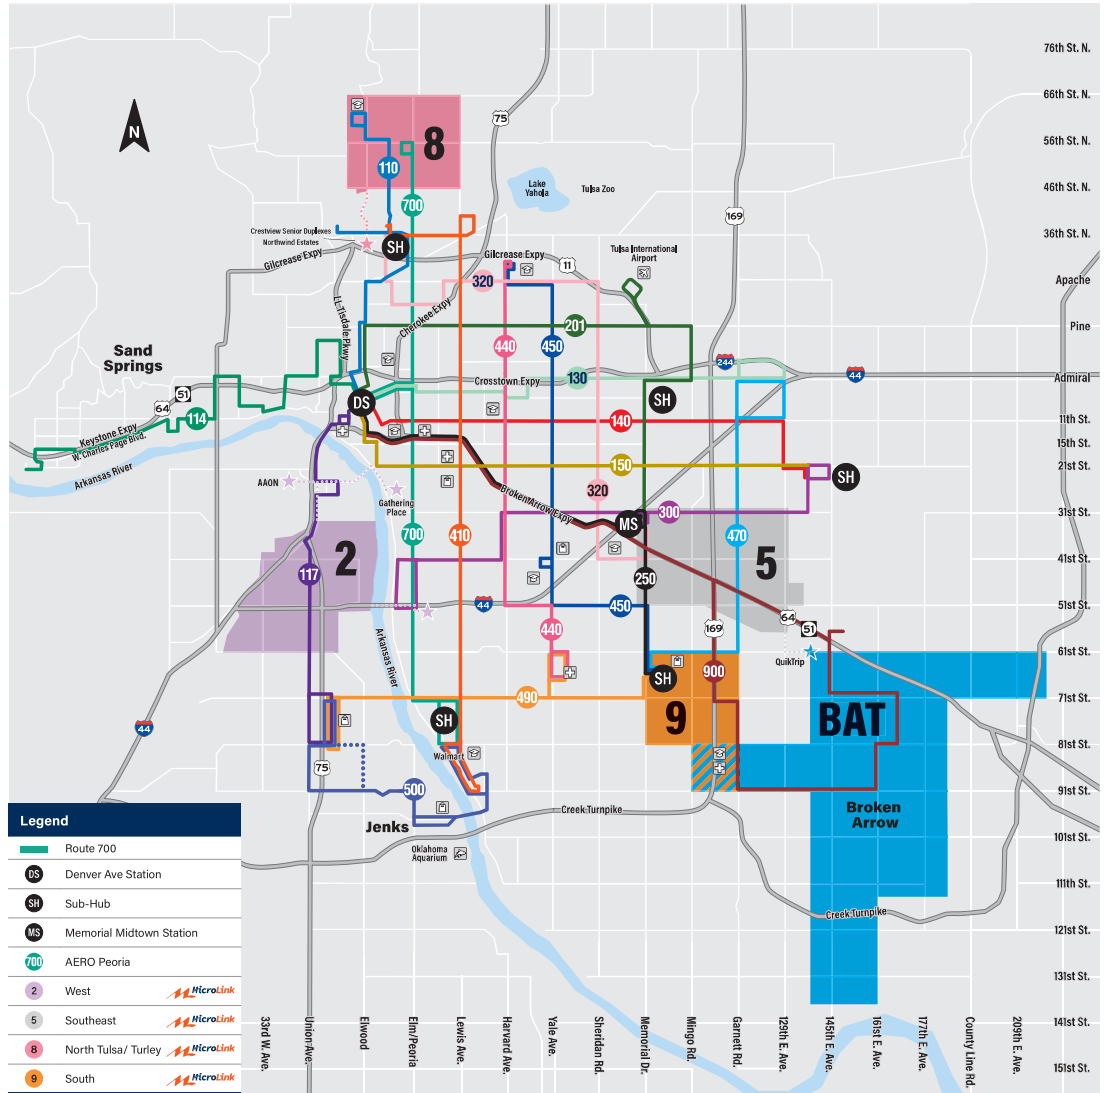 76th St. N.
66th St. N.
56th St. N.
46th St. N.
36th St. N.
Apache
Pine
Admiral
11th St.
15th St.
21st St.
31st St.
41st St.
51st St.
61st St.
71st St.
81st St.
91st St.
101st St.
11th St.
121st St.
131st St.
141st St.
151st St.
N
75
8
110
700
Lake
Yahola
Tulsa Zoo
169
Crestview Senior Duplexes
Northwind Estates
SH
Gilcrease Expy
Gilcrease Expy
11
Tulsa International
Airport
320
LL Tisdale Pkwy
Cherokee Expy
201
440
450
Sand
Springs
244
44
Crosstown Expy
130
51
64
DS
SH
114
140
Keystone Expy
W. Charles Page Blvd.
Arkansas River
150
SH
AAON
Gathering
Place
Broken Arrow Expy
320
MS
300
700
410
470
2
5
117
250
44
450
64
51
169
440
Arkansas River
QuikTrip
SH
900
490
9
BAT
SH
44
75
Walmart
500
Jenks
Creek Turnpike
Broken
Arrow
Oklahoma
Aquarium
Creek Turnpike
Legend
Route 700
DS Denver Ave Station
SH Sub-Hub
MS Memorial Midtown Station
700 AERO Peoria
2 West MicroLink
5 Southeast MicroLink
8 North Tulsa/ Turley MicroLink
9 South MicroLink
33rd W. Ave.
Union Ave.
Elwood
Elm/Peoria
Lewis Ave.
Harvard Ave.
Yale Ave.
Sheridan Rd.
Memorial Dr.
Mingo Rd.
Garnett Rd.
129th E. Ave.
145th E. Ave.
161st E. Ave.
177th E. Ave.
County Line Rd.
209th E. Ave.